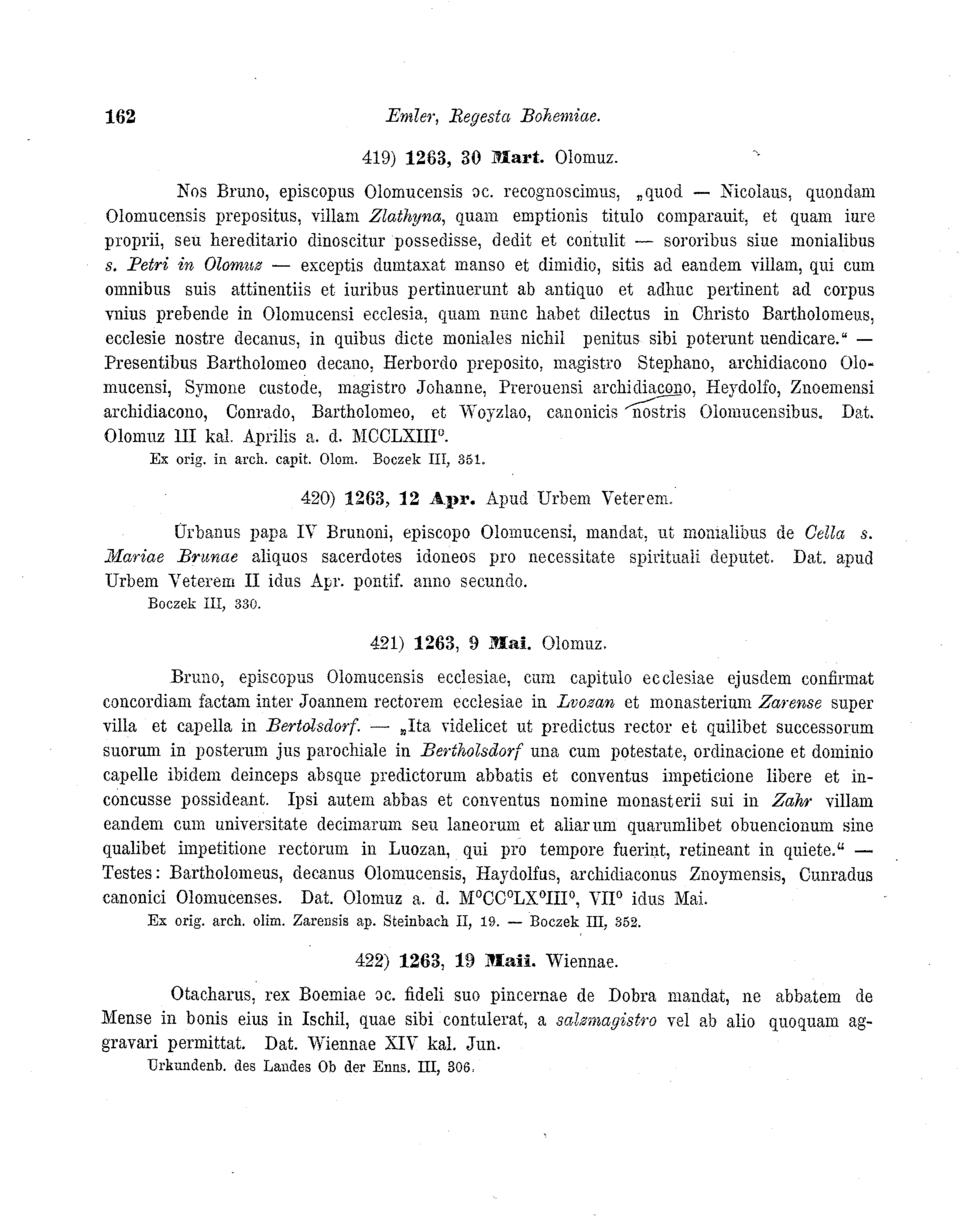 162 Emler, Regesta Bohemiae.
419) 1263, 30 Mart. Olomuz.
Nos Bruno, episcopus Olomucensis ɔc. recognoscimus, „quod — Nicolaus, quondam
Olomucensis prepositus, villam Zlathyna, quam emptionis titulo comparauit, et quam iure
proprii, seu hereditario dinoscitur possedisse, dedit et contulit — sororibus siue monialibus
s. Petri in Olomuz — exceptis dumtaxat manso et dimidio, sitis ad eandem villam, qui cum
omnibus suis attinentiis et iuribus pertinuerunt ab antiquo et adhuc pertinent ad corpus
vnius prebende in Olomucensi ecclesia, quam nunc habet dilectus in Christo Bartholomeus,
ecclesie nostre decanus, in quibus dicte moniales nichil penitus sibi poterunt uendicare.“ —
Presentibus Bartholomeo decano, Herbordo preposito, magistro Stephano, archidiacono Olo-
mucensi, Symone custode, magistro Johanne, Prerouensi archidiacono, Heydolfo, Znoemensi
archidiacono, Conrado, Bartholomeo, et Woyzlao, canonicis nostris Olomucensibus. Dat.
Olomuz III kal. Aprilis a. d. MCCLXIII⁰.
Ex orig. in arch. capit. Olom. Boczek III, 351.
420) 1263, 12 Apr. Apud Urbem Veterem.
Urbanus papa IV Brunoni, episcopo Olomucensi, mandat, ut monialibus de Cella s.
Mariae Brunae aliquos sacerdotes idoneos pro necessitate spirituali deputet. Dat. apud
Urbem Veterem II idus Apr. pontif. anno secundo.
Boczek III, 330.
421) 1263, 9 Mai. Olomuz.
Bruno, episcopus Olomucensis ecclesiae, cum capitulo ecclesiae ejusdem confirmat
concordiam factam inter Joannem rectorem ecclesiae in Lvozan et monasterium Zarense super
villa et capella in Bertolsdorf. — „Ita videlicet ut predictus rector et quilibet successorum
suorum in posterum jus parochiale in Bertholsdorf una cum potestate, ordinacione et dominio
capelle ibidem deinceps absque predictorum abbatis et conventus impeticione libere et in-
concusse possideant. Ipsi autem abbas et conventus nomine monasterii sui in Zahr villam
eandem cum universitate decimarum seu laneorum et aliarum quarumlibet obuencionum sine
qualibet impetitione rectorum in Luozan, qui pro tempore fuerint, retineant in quiete.“ —
Testes: Bartholomeus, decanus Olomucensis, Haydolfus, archidiaconus Znoymensis, Cunradus
canonici Olomucenses. Dat. Olomuz a. d. M⁰CC⁰LX⁰III⁰, VII⁰ idus Mai.
Ex orig. arch. olim. Zarensis ap. Steinbach II, 19. — Boczek III, 352.
422) 1263, 19 Maii. Wiennae.
Otacharus, rex Boemiae ɔc. fideli suo pincernae de Dobra mandat, ne abbatem de
Mense in bonis eius in Ischil, quae sibi contulerat, a salzmagistro vel ab alio quoquam ag-
gravari permittat. Dat. Wiennae XIV kal. Jun.
Urkundenb. des Landes Ob der Enns. III, 306.